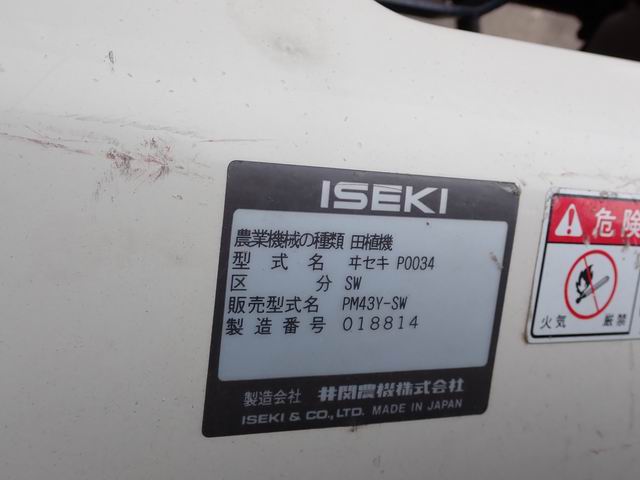 ISEKI
農業機械の種類 田植機
型式名 ヰセキ P0034
区分 SW
販売型式名 PM43Y-SW
製造番号 018814
製造会社 井関農機株式会社
ISEKI & CO., LTD. MADE IN JAPAN
危険
火気 厳禁